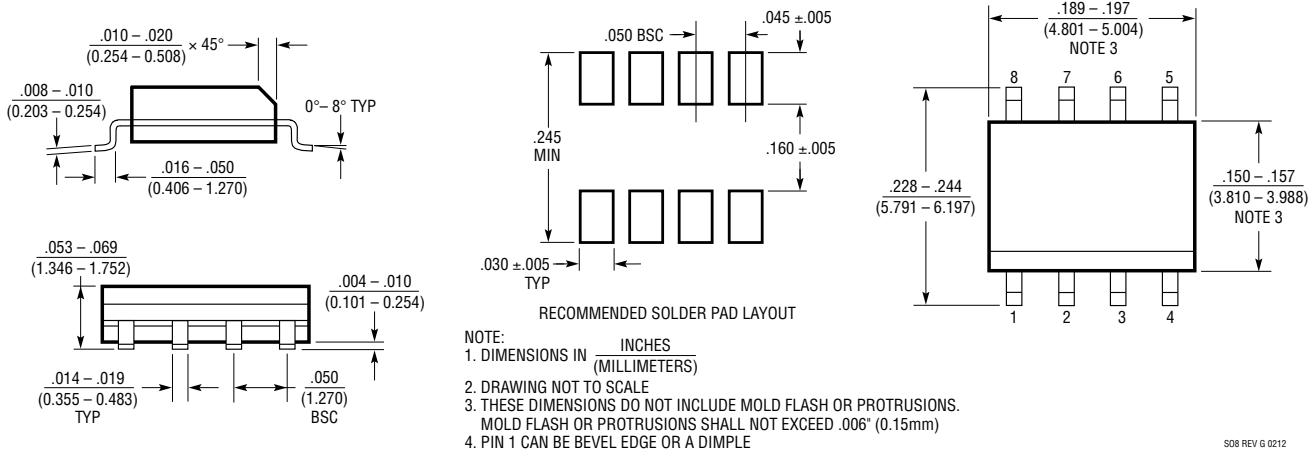 .010 – .020
(0.254 – 0.508)
× 45°
.008 – .010
(0.203 – 0.254)
0°– 8° TYP
.016 – .050
(0.406 – 1.270)
.053 – .069
(1.346 – 1.752)
.004 – .010
(0.101 – 0.254)
.014 – .019
(0.355 – 0.483)
TYP
.050
(1.270)
BSC
.050 BSC
.045 ±.005
.245
MIN
.160 ±.005
.030 ±.005
TYP
RECOMMENDED SOLDER PAD LAYOUT
.189 – .197
(4.801 – 5.004)
NOTE 3
8 7 6 5
.228 – .244
(5.791 – 6.197)
.150 – .157
(3.810 – 3.988)
NOTE 3
1 2 3 4
NOTE:
1. DIMENSIONS IN INCHES
(MILLIMETERS)
2. DRAWING NOT TO SCALE
3. THESE DIMENSIONS DO NOT INCLUDE MOLD FLASH OR PROTRUSIONS.
MOLD FLASH OR PROTRUSIONS SHALL NOT EXCEED .006" (0.15mm)
4. PIN 1 CAN BE BEVEL EDGE OR A DIMPLE
SO8 REV G 0212